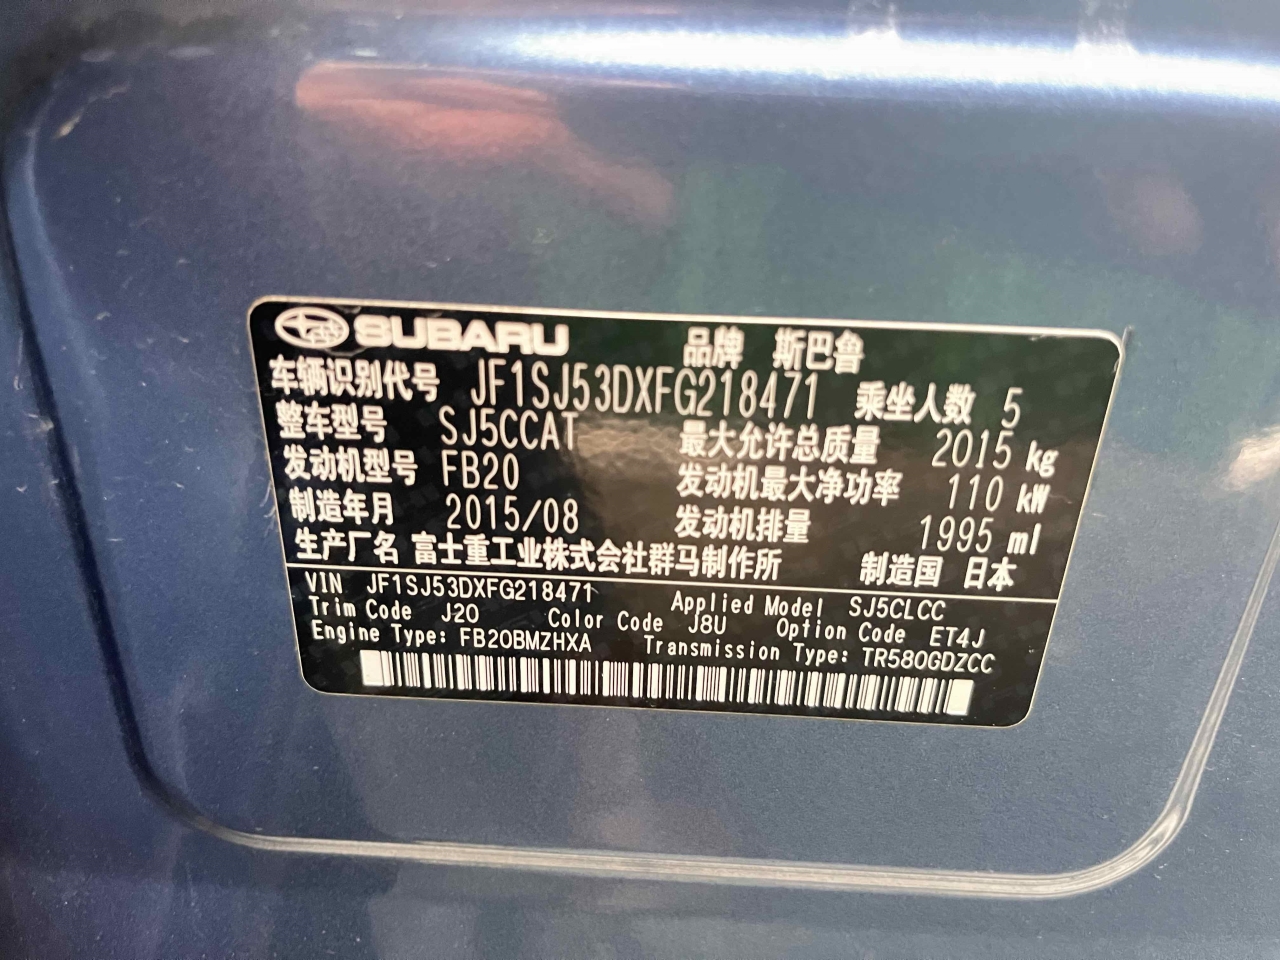 SUBARU 品牌 斯巴鲁
车辆识别代号 JF1SJ53DXFG218471 乘坐人数 5
整车型号 SJ5CCAT 最大允许总质量 2015 kg
发动机型号 FB20 发动机最大净功率 110 kW
制造年月 2015/08 发动机排量 1995 ml
生产厂名 富士重工业株式会社群马制作所 制造国 日本
VIN JF1SJ53DXFG218471 Applied Model SJ5CLCC
Trim Code J20 Color Code J8U Option Code ET4J
Engine Type: FB20BMZHXA Transmission Type: TR580GDZCC